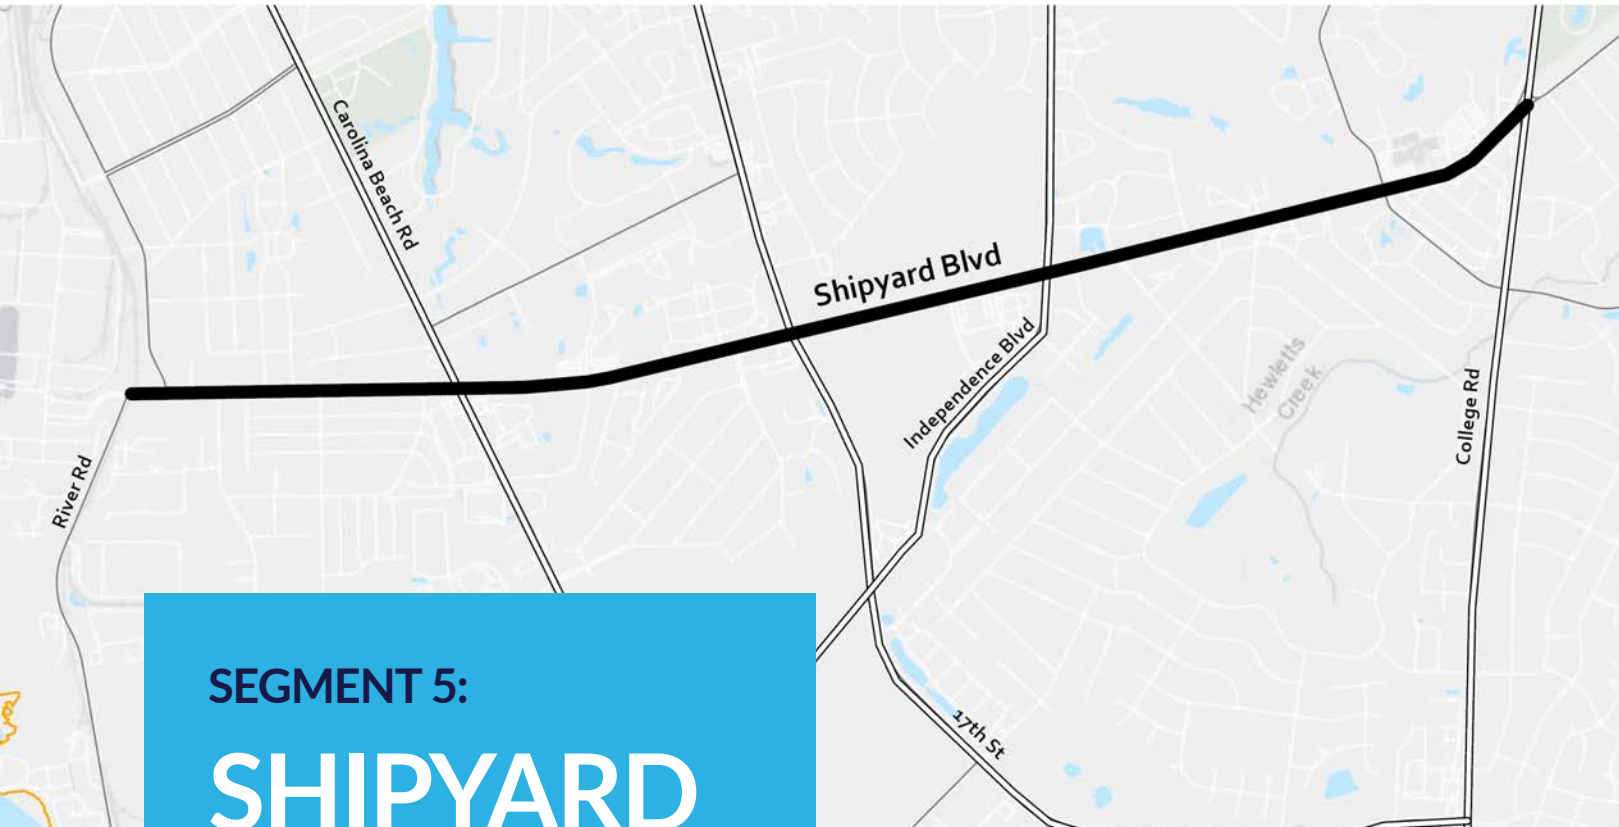 Carolina Beach Rd
Shipyard Blvd
Independence Blvd
Hewletts
Creek
College Rd
River Rd
17th St
SEGMENT 5:
SHIPYARD